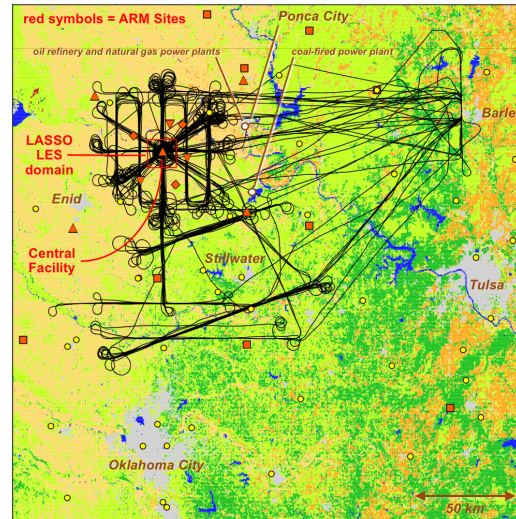 red symbols = ARM Sites
Ponca City
oil refinery and natural gas power plants
coal-fired power plant
Barle
LASSO
LES
domain
Enid
Central
Facility
Stillwater
Tulsa
Oklahoma City
50 km